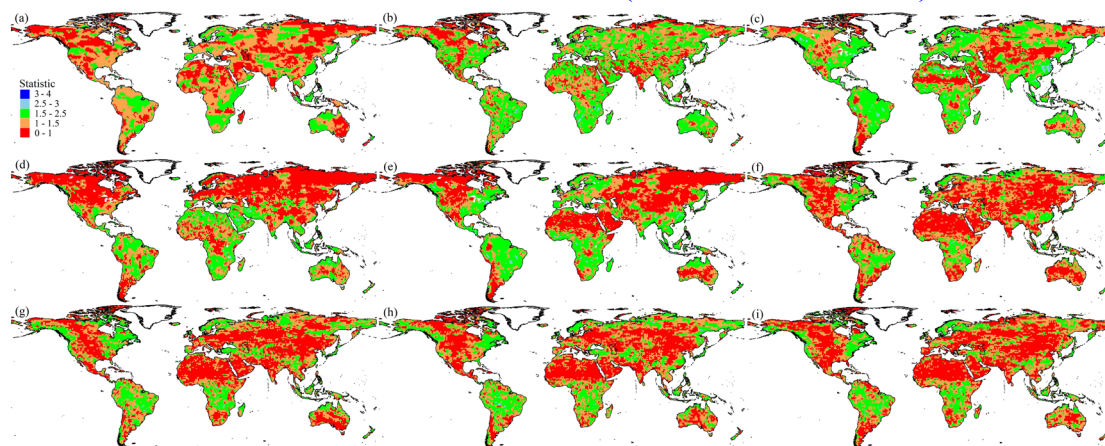 (a)
(b)
(c)
Statistic
3 - 4
2.5 - 3
1.5 - 2.5
1 - 1.5
0 - 1
(d)
(e)
(f)
(g)
(h)
(i)